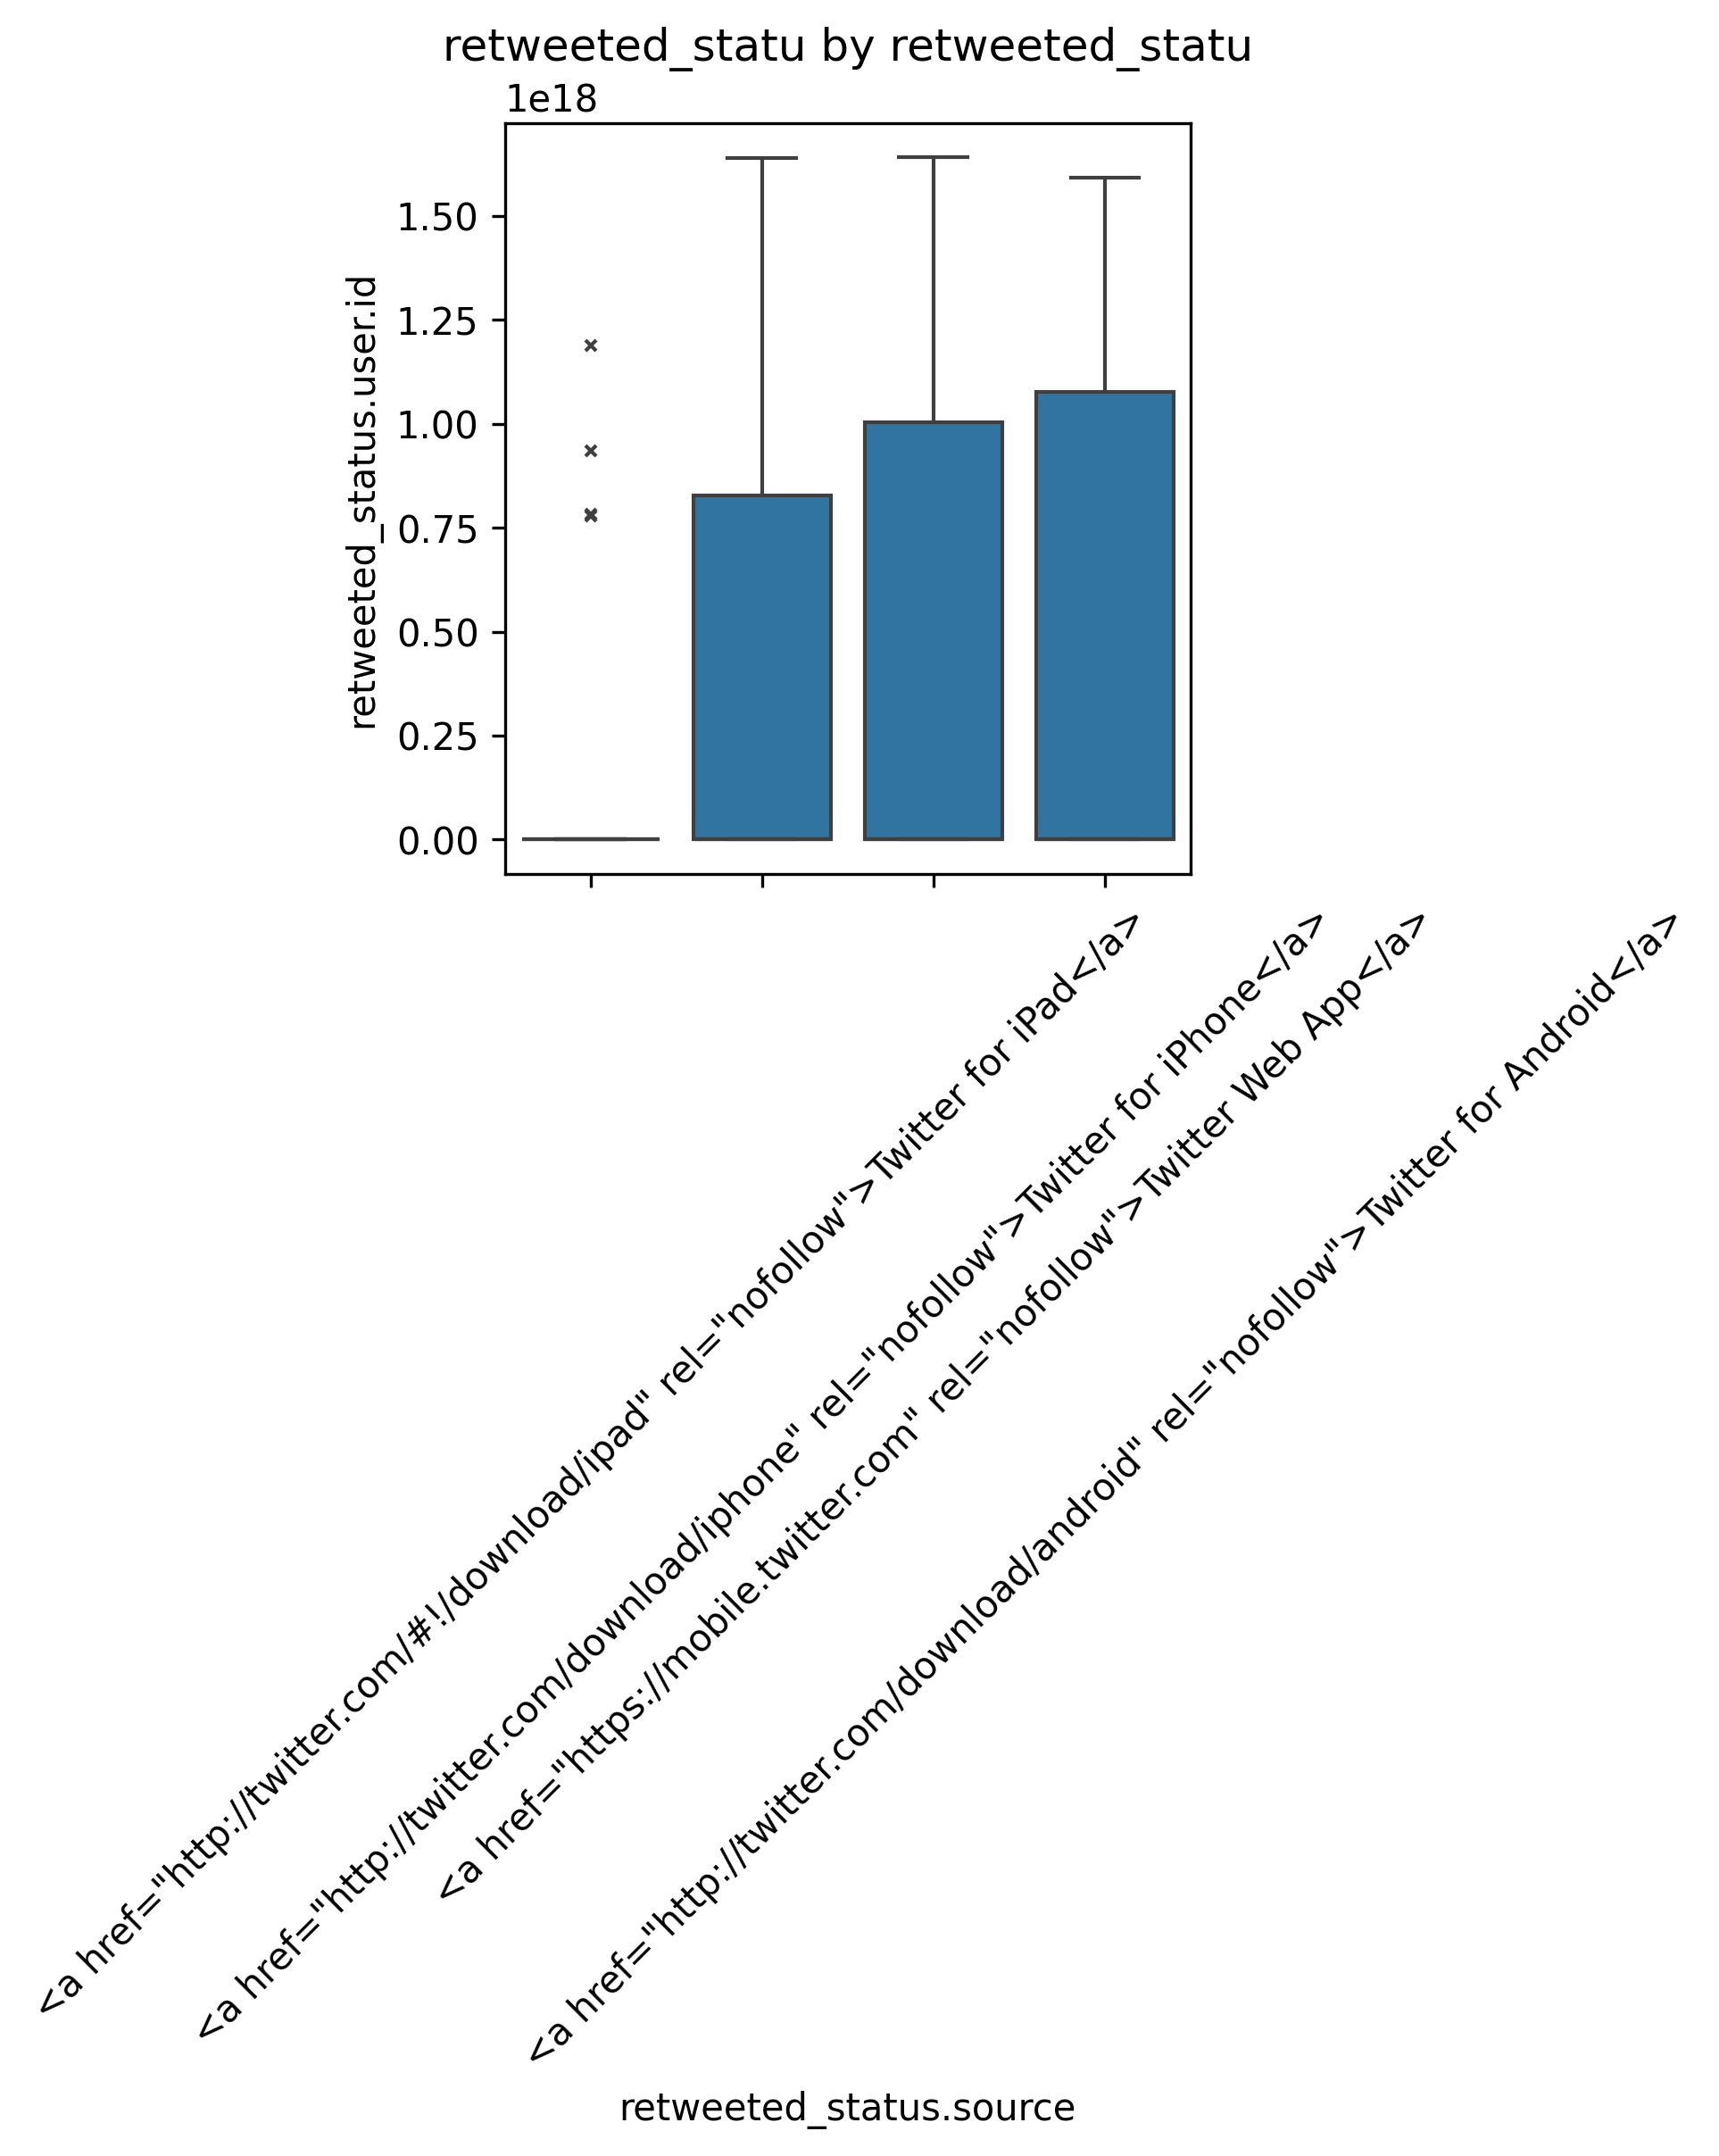 retweeted_statu by retweeted_statu
1e18
retweeted_status.user.id
1.50
1.25
1.00
0.75
0.50
0.25
0.00
<a href="http://twitter.com/#!/download/ipad" rel="nofollow">Twitter for iPad</a>
<a href="http://twitter.com/download/iphone" rel="nofollow">Twitter for iPhone</a>
<a href="https://mobile.twitter.com" rel="nofollow">Twitter Web App</a>
<a href="http://twitter.com/download/android" rel="nofollow">Twitter for Android</a>
retweeted_status.source